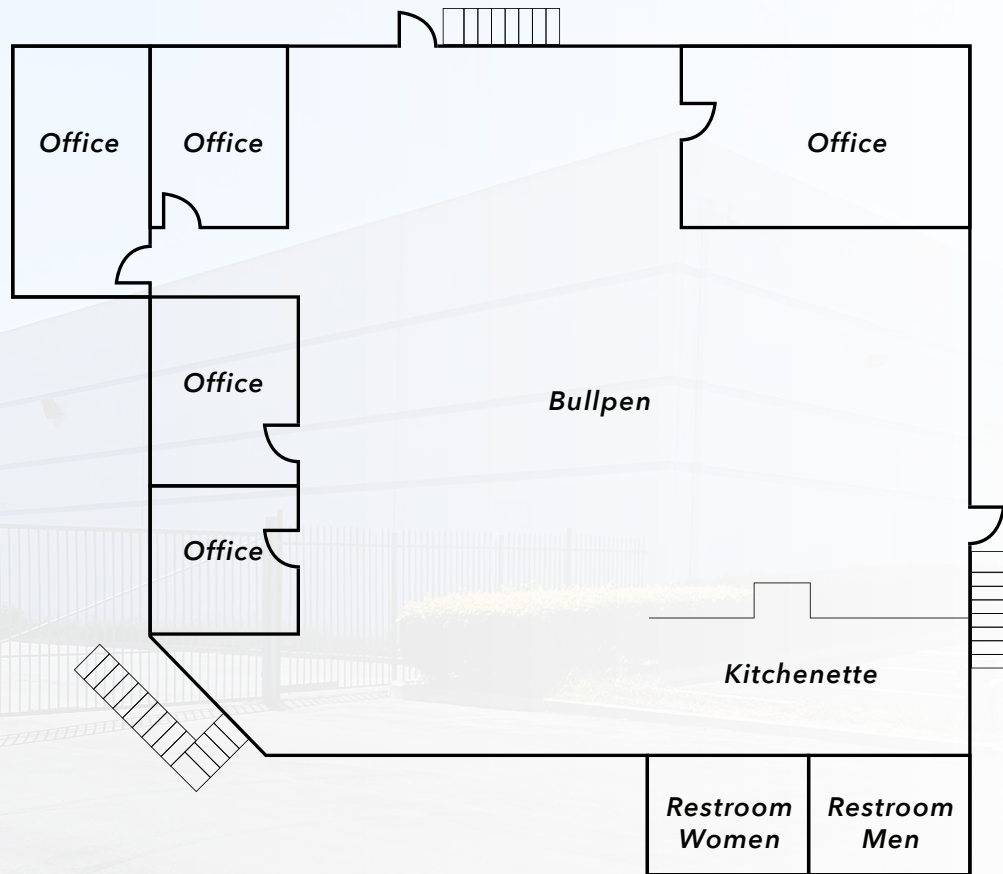 Office
Office
Office
Office
Bullpen
Office
Kitchenette
Restroom
Women
Restroom
Men